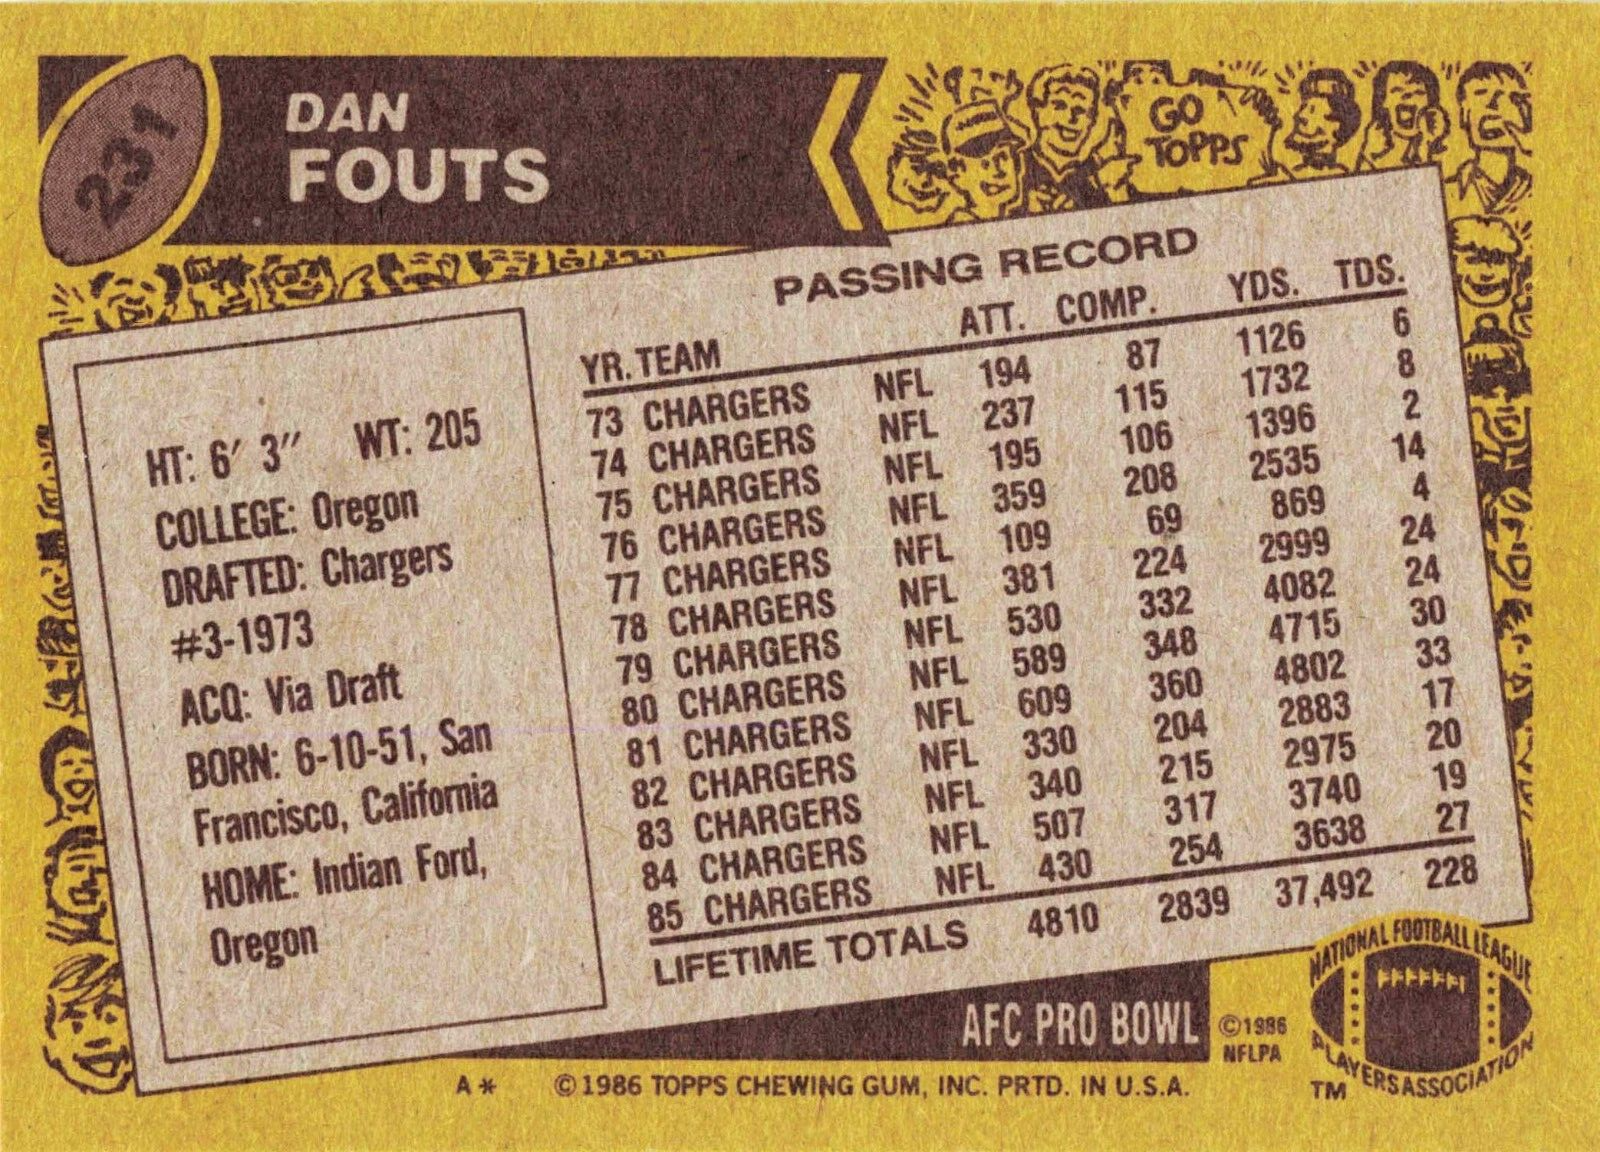 231
DAN
FOUTS
GO
TOPPS
HT: 6′ 3″ WT: 205
COLLEGE: Oregon
DRAFTED: Chargers
#3-1973
ACQ: Via Draft
BORN: 6-10-51, San
Francisco, California
HOME: Indian Ford,
Oregon
PASSING RECORD
YR. TEAM ATT. COMP. YDS. TDS.
73 CHARGERS NFL 194 87 1126 6
74 CHARGERS NFL 237 115 1732 8
75 CHARGERS NFL 195 106 1396 2
76 CHARGERS NFL 359 208 2535 14
77 CHARGERS NFL 109 69 869 4
78 CHARGERS NFL 381 224 2999 24
79 CHARGERS NFL 530 332 4082 24
80 CHARGERS NFL 589 348 4715 30
81 CHARGERS NFL 609 360 4802 33
82 CHARGERS NFL 330 204 2883 17
83 CHARGERS NFL 340 215 2975 20
84 CHARGERS NFL 507 317 3740 19
85 CHARGERS NFL 430 254 3638 27
LIFETIME TOTALS 4810 2839 37,492 228
AFC PRO BOWL
©1986
NFLPA
NATIONAL FOOTBALL LEAGUE
PLAYERS ASSOCIATION
TM
A* ©1986 TOPPS CHEWING GUM, INC. PRTD. IN U.S.A.